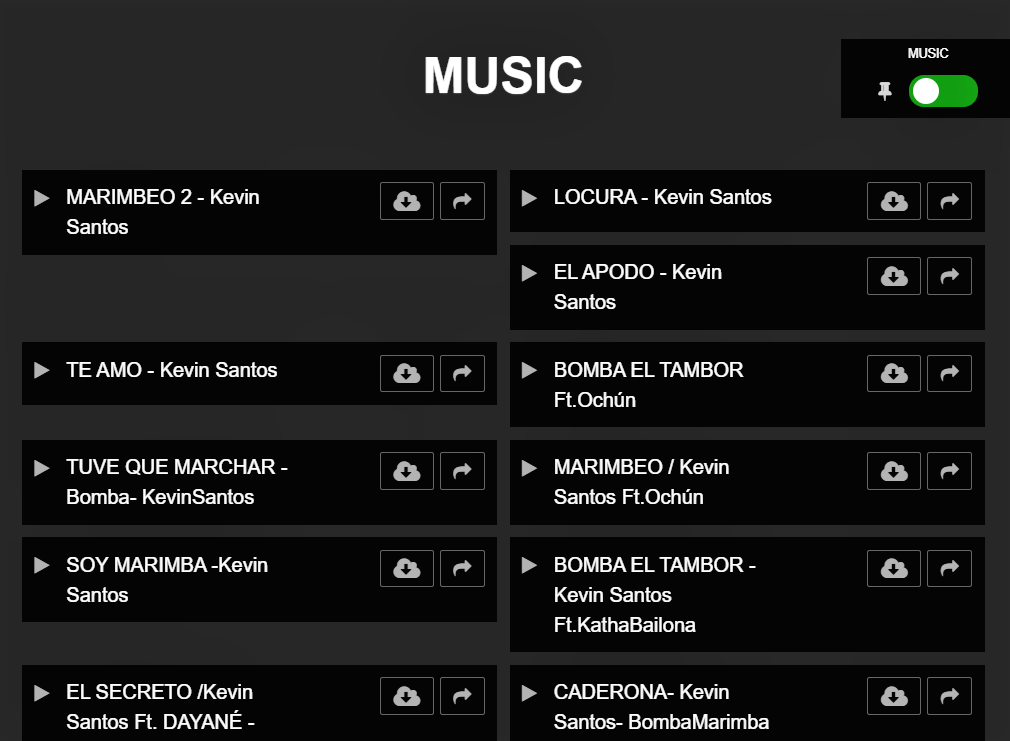 MUSIC
MUSIC
MARIMBEO 2 - Kevin
Santos
LOCURA - Kevin Santos
EL APODO - Kevin
Santos
TE AMO - Kevin Santos
BOMBA EL TAMBOR
Ft.Ochún
TUVE QUE MARCHAR -
Bomba- KevinSantos
MARIMBEO / Kevin
Santos Ft.Ochún
SOY MARIMBA -Kevin
Santos
BOMBA EL TAMBOR -
Kevin Santos
Ft.KathaBailona
EL SECRETO /Kevin
Santos Ft. DAYANÉ -
CADERONA- Kevin
Santos- BombaMarimba